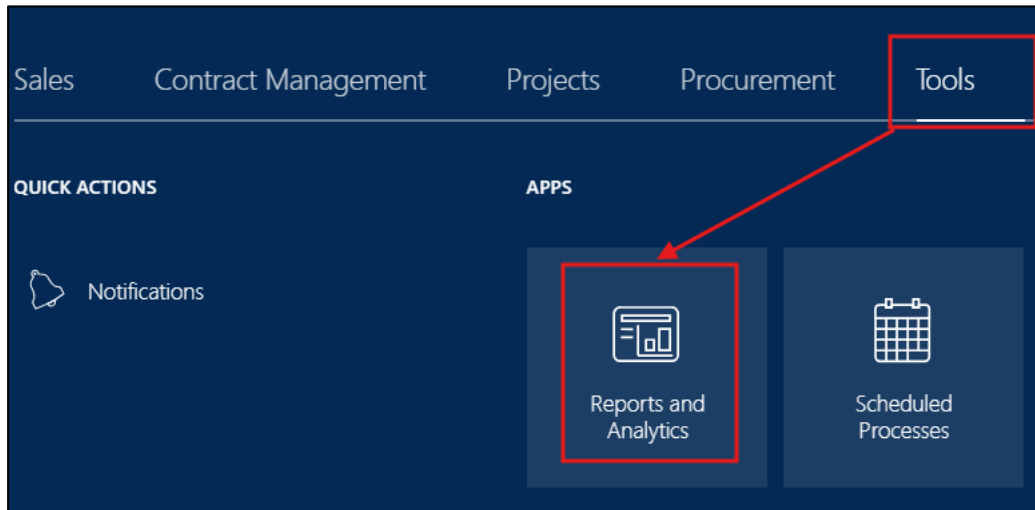 Sales Contract Management Projects Procurement Tools
QUICK ACTIONS
APPS
Notifications
Reports and
Analytics
Scheduled
Processes